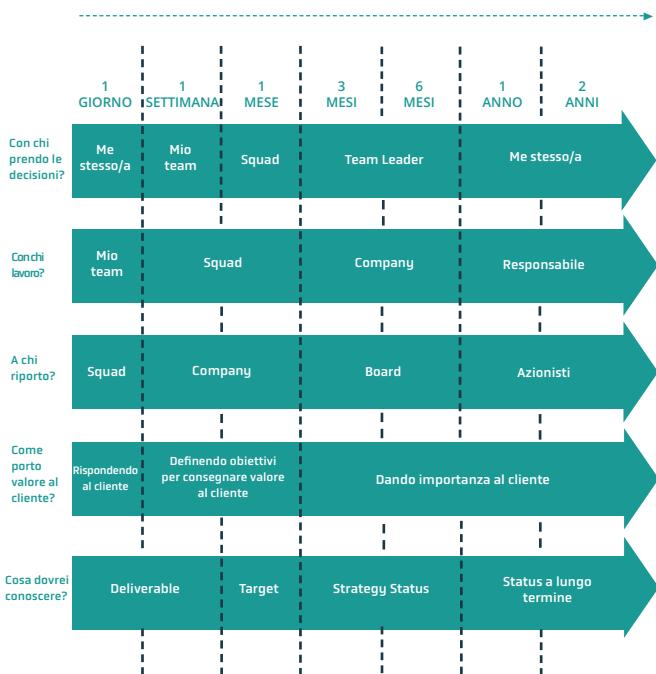 1 GIORNO
1 SETTIMANA
1 MESE
3 MESI
6 MESI
1 ANNO
2 ANNI
Con chi
prendo le
decisioni?
Me
stesso/a
Mio
team
Squad
Team Leader
Me stesso/a
Con chi
lavoro?
Mio
team
Squad
Company
Responsabile
A chi
riporto?
Squad
Company
Board
Azionisti
Come
porto
valore al
cliente?
Rispondendo
al cliente
Definendo obiettivi
per consegnare valore
al cliente
Dando importanza al cliente
Cosa dovrei
conoscere?
Deliverable
Target
Strategy Status
Status a lungo
termine